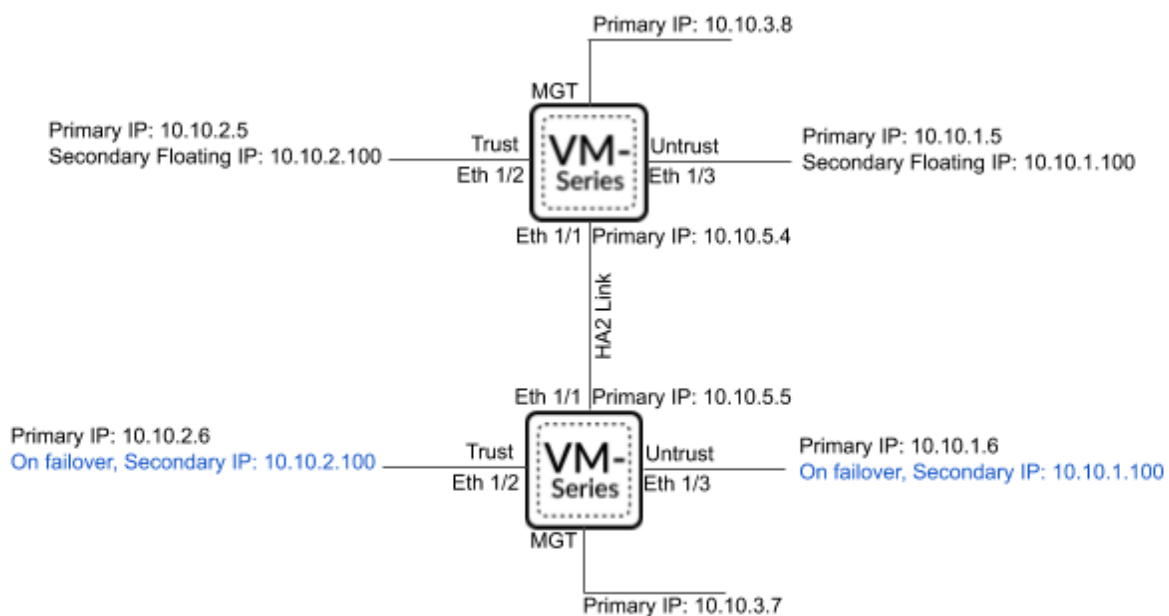 Primary IP: 10.10.3.8
MGT
Primary IP: 10.10.2.5
Secondary Floating IP: 10.10.2.100
Trust
Eth 1/2
VM-
Series
Untrust
Eth 1/3
Primary IP: 10.10.1.5
Secondary Floating IP: 10.10.1.100
Eth 1/1
Primary IP: 10.10.5.4
HA2 Link
Eth 1/1
Primary IP: 10.10.5.5
Primary IP: 10.10.2.6
On failover, Secondary IP: 10.10.2.100
Trust
Eth 1/2
VM-
Series
Untrust
Eth 1/3
Primary IP: 10.10.1.6
On failover, Secondary IP: 10.10.1.100
MGT
Primary IP: 10.10.3.7